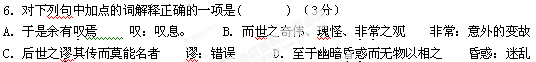 6. 对下列句中加点的词解释正确的一项是(      )（3分）
A. 于是余有叹焉   叹：叹息。   B. 而世之奇伟、瑰怪、非常之观   非常：意外的变故
C. 后世之谬其传而莫能名者   谬：错误   D. 至于幽暗昏惑而无物以相之   昏惑：迷乱